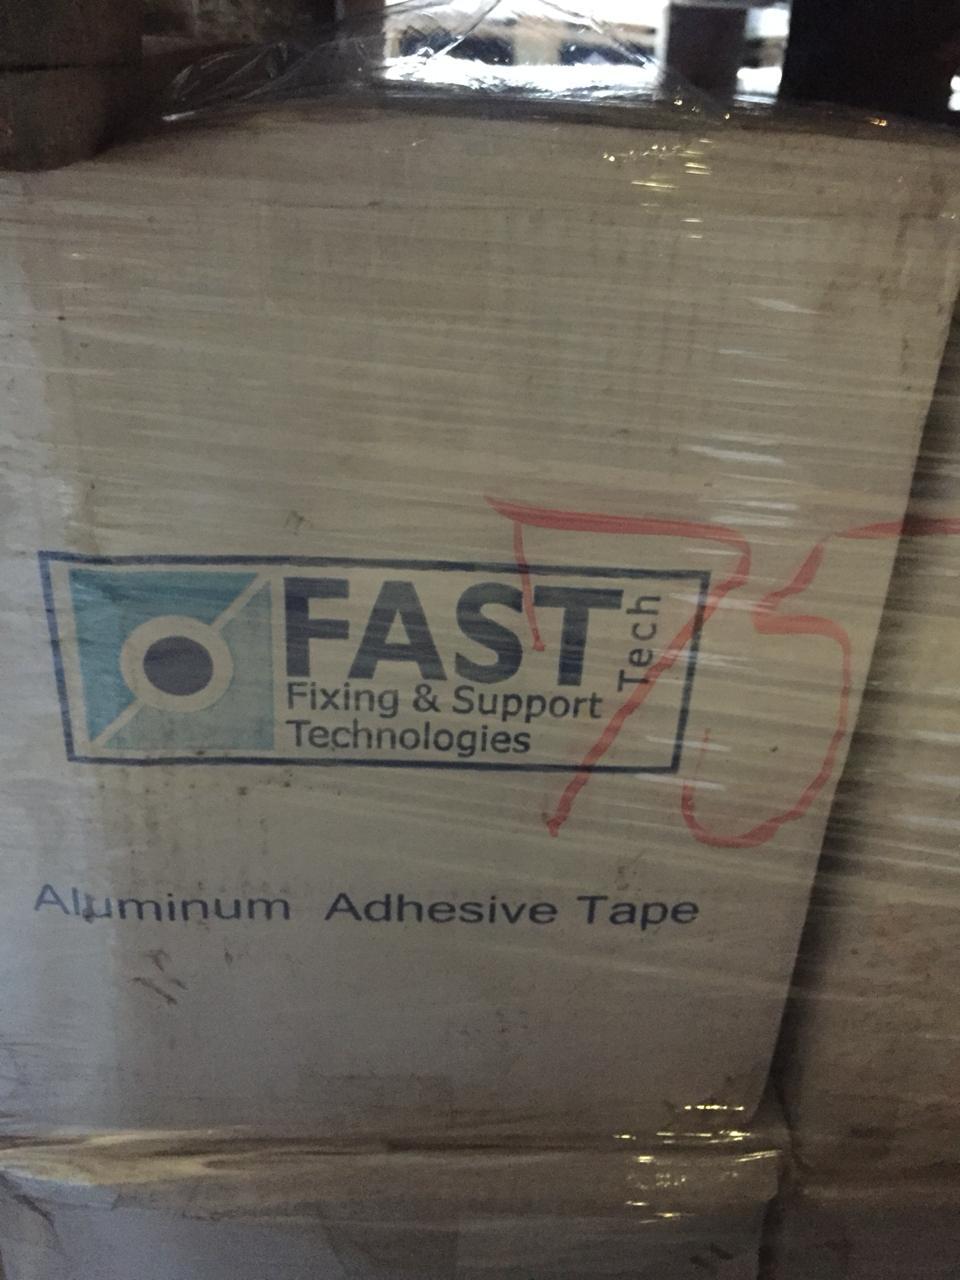 FAST
Tech
Fixing & Support
Technologies
75
Aluminum Adhesive Tape